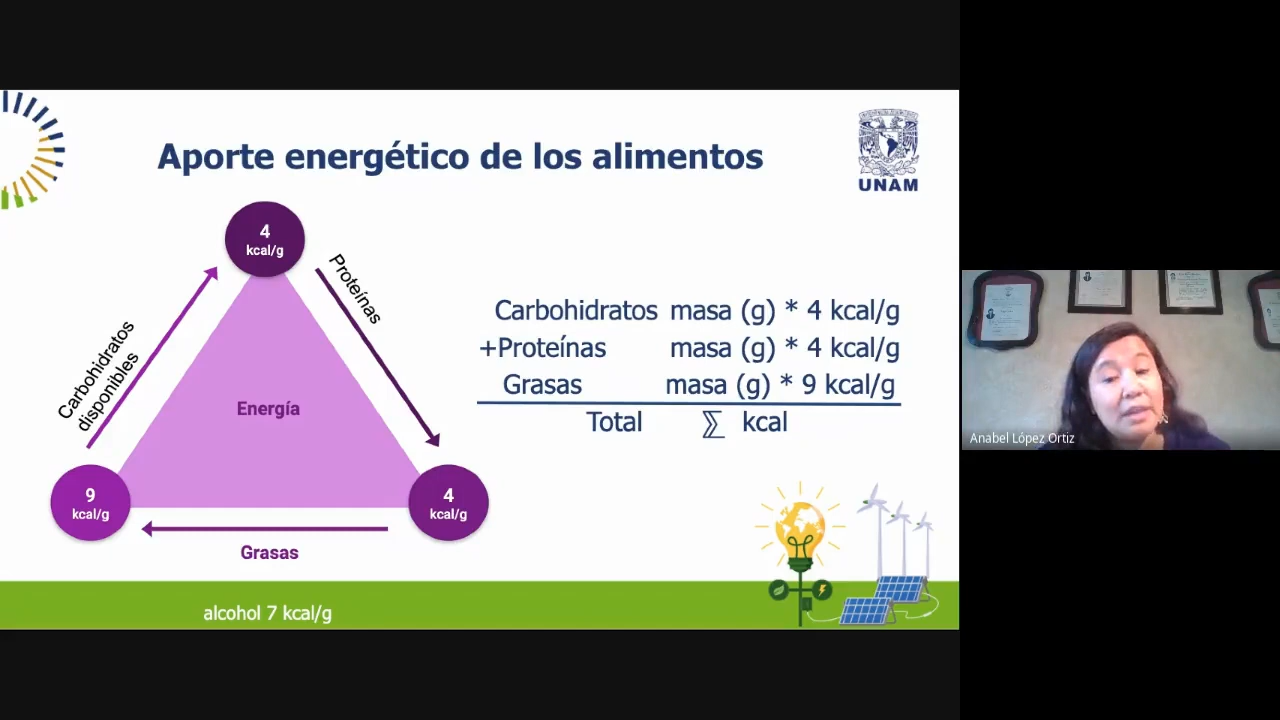 Aporte energético de los alimentos
UNAM
4
kcal/g
Carbohidratos
disponibles
Proteínas
Energía
9
kcal/g
4
kcal/g
Grasas
Carbohidratos masa (g) * 4 kcal/g
+Proteínas masa (g) * 4 kcal/g
Grasas masa (g) * 9 kcal/g
Total ∑ kcal
alcohol 7 kcal/g
Anabel López Ortiz